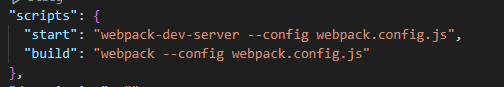 "scripts": {
"start": "webpack-dev-server --config webpack.config.js",
"build": "webpack --config webpack.config.js"
},